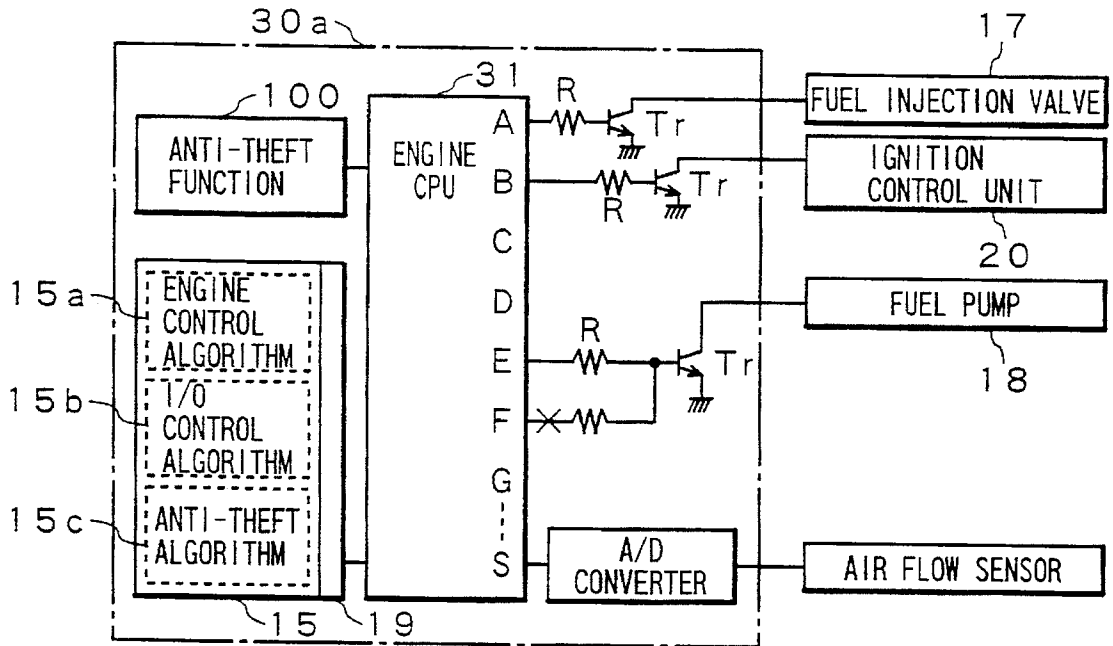 30a
17
100
31
R
FUEL INJECTION VALVE
A
Tr
ANTI-THEFT
FUNCTION
ENGINE
CPU
IGNITION
CONTROL UNIT
B
R
Tr
C
20
15a
ENGINE
CONTROL
ALGORITHM
D
FUEL PUMP
R
E
Tr
18
15b
I/O
CONTROL
ALGORITHM
F
G
15c
ANTI-THEFT
ALGORITHM
S
A/D
CONVERTER
AIR FLOW SENSOR
15
19